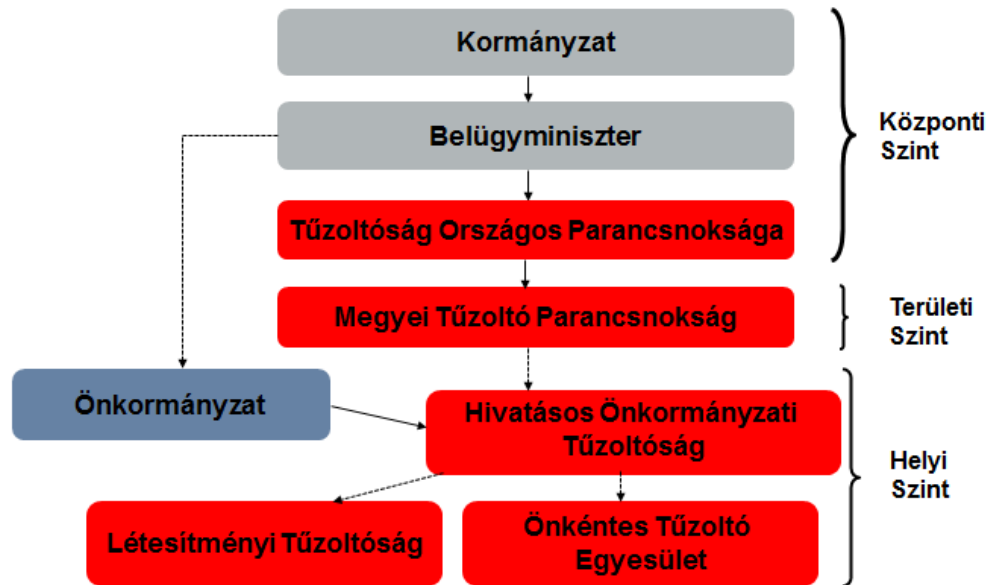 Kormányzat
Belügyminiszter
Központi
Szint
Tűzoltóság Országos Parancsnoksága
Megyei Tűzoltó Parancsnokság
Területi
Szint
Önkormányzat
Hivatásos Önkormányzati
Tűzoltóság
Helyi
Szint
Létesítményi Tűzoltóság
Önkéntes Tűzoltó
Egyesület